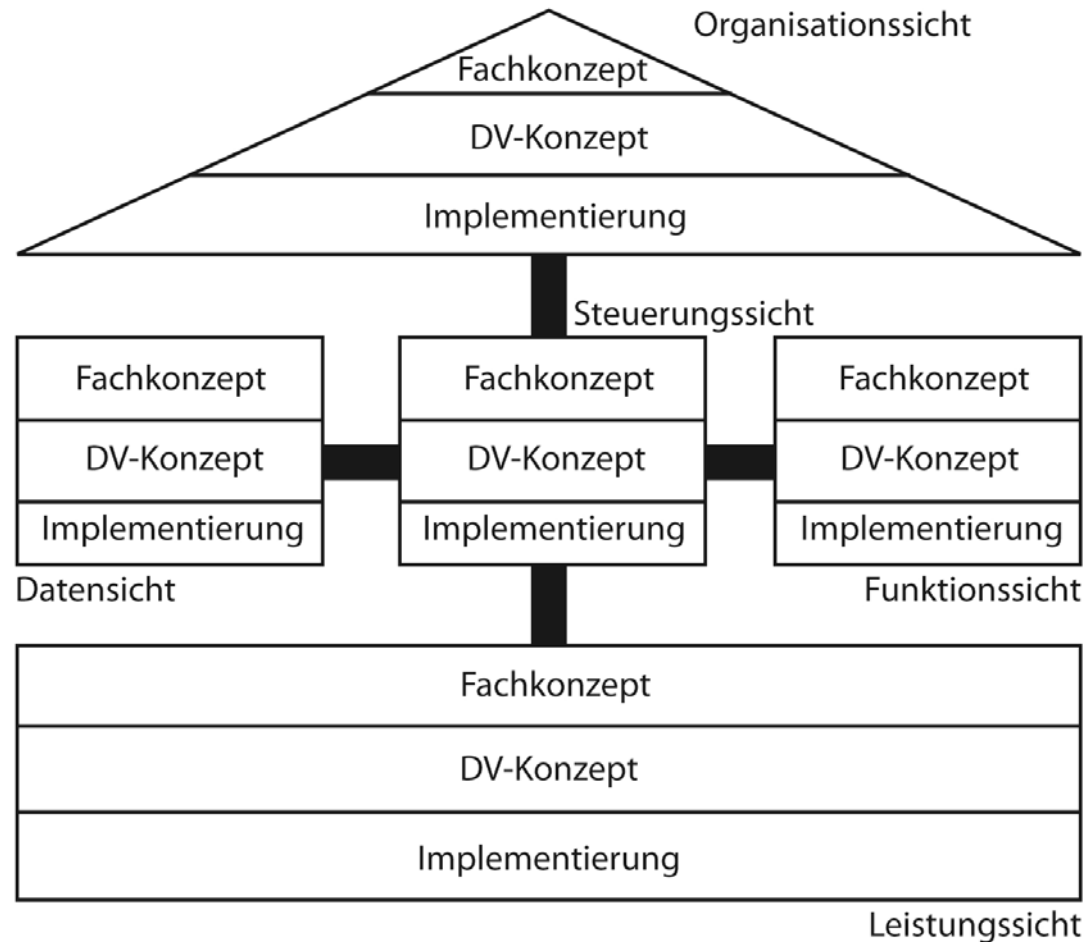 Organisationssicht
Fachkonzept
DV-Konzept
Implementierung
Steuerungssicht
Fachkonzept
Fachkonzept
Fachkonzept
DV-Konzept
DV-Konzept
DV-Konzept
Implementierung
Implementierung
Implementierung
Datensicht
Funktionssicht
Fachkonzept
DV-Konzept
Implementierung
Leistungssicht